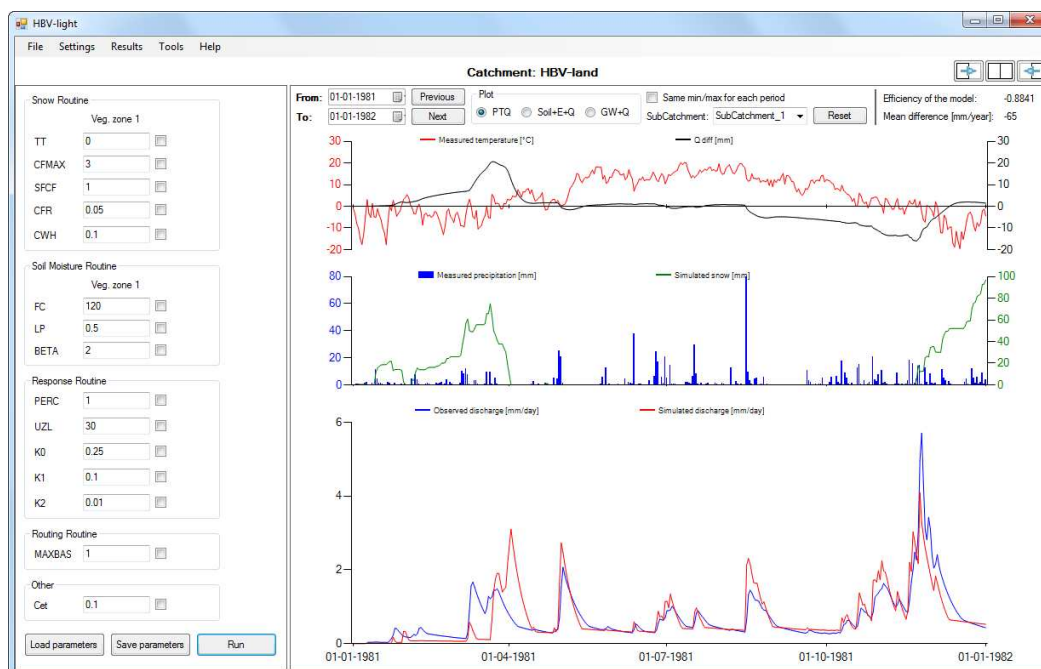 HBV-light
File Settings Results Tools Help
Catchment: HBV-land
Snow Routine
Veg. zone 1
TT 0
CFMAX 3
SFCF 1
CFR 0.05
CWH 0.1
Soil Moisture Routine
Veg. zone 1
FC 120
LP 0.5
BETA 2
Response Routine
PERC 1
UZL 30
K0 0.25
K1 0.1
K2 0.01
Routing Routine
MAXBAS 1
Other
Cet 0.1
Load parameters Save parameters Run
From: 01-01-1981 Previous
To: 01-01-1982 Next
Plot
PTQ Soil+E+Q GW+Q
Same min/max for each period
SubCatchment: SubCatchment_1 Reset
Efficiency of the model: -0.8841
Mean difference [mm/year]: -65
Measured temperature [°C] Q diff [mm]
30 30
20 20
10 10
0 0
-10 -10
-20 -20
Measured precipitation [mm] Simulated snow [mm]
80 100
60 80
40 60
20 40
0 20
0
Observed discharge [mm/day] Simulated discharge [mm/day]
6
4
2
0
01-01-1981 01-04-1981 01-07-1981 01-10-1981 01-01-1982